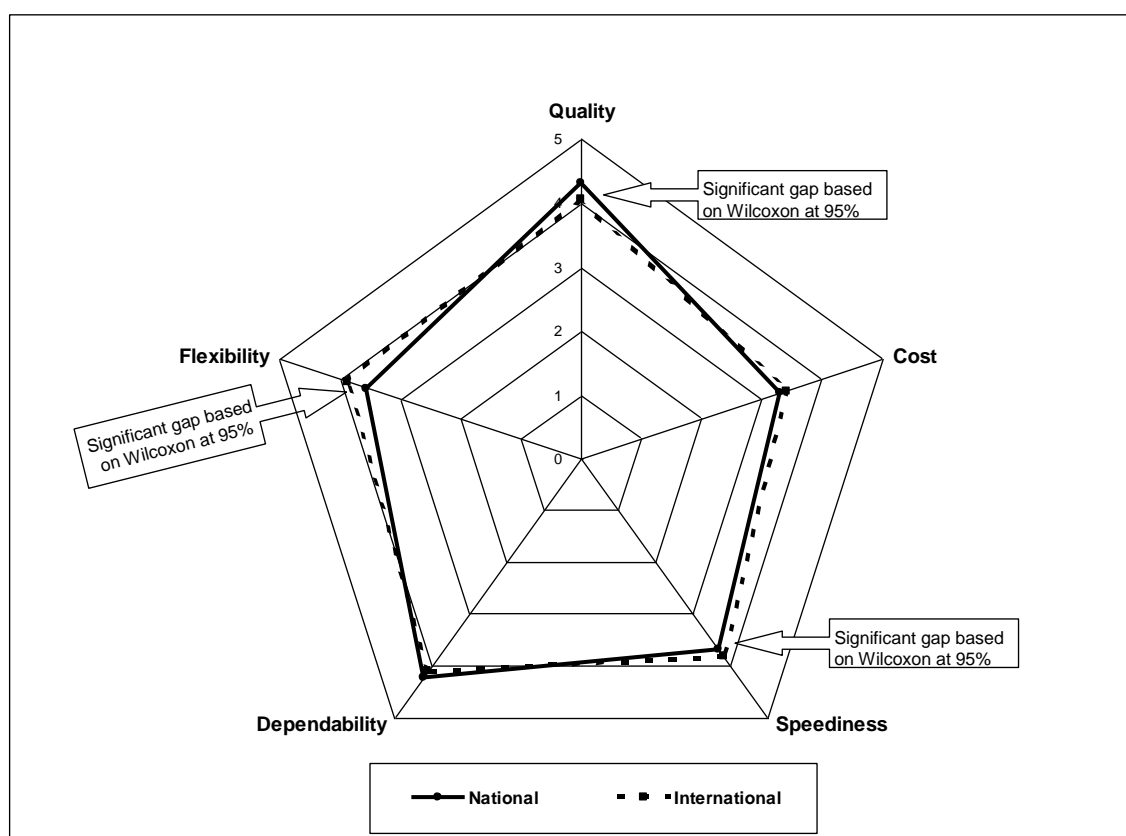 Quality
5
Significant gap based
on Wilcoxon at 95%
4
3
2
1
0
Flexibility
Cost
Significant gap based
on Wilcoxon at 95%
Significant gap based
on Wilcoxon at 95%
Dependability
Speediness
National
International